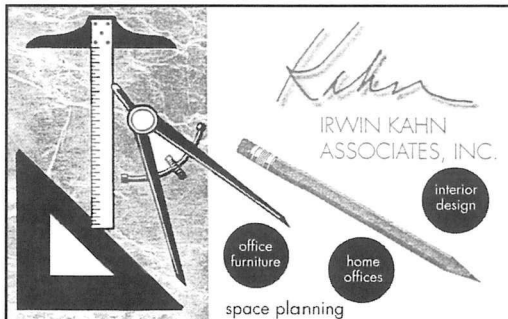 Kahn
IRWIN KAHN
ASSOCIATES, INC.
interior
design
office
furniture
home
offices
space planning